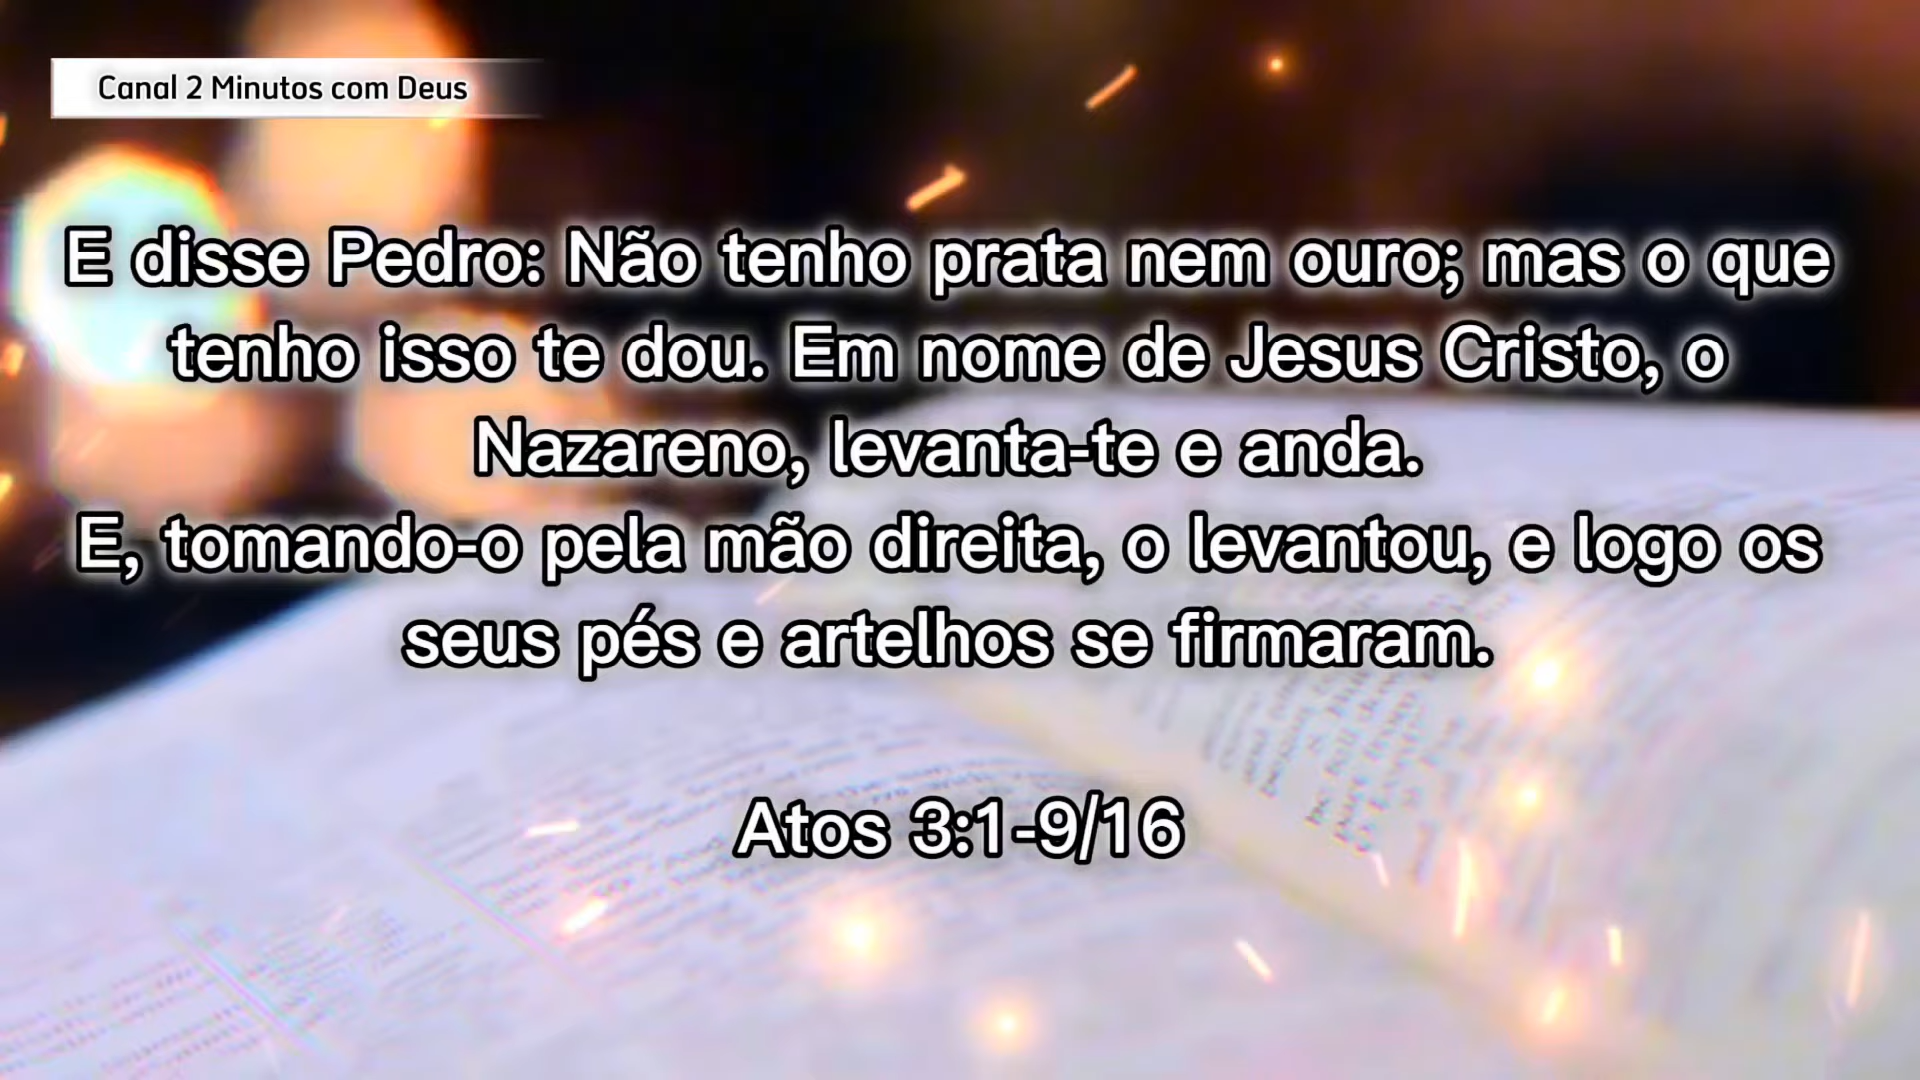 Canal 2 Minutos com Deus
E disse Pedro: Não tenho prata nem ouro; mas o que
tenho isso te dou. Em nome de Jesus Cristo, o
Nazareno, levanta-te e anda.
E, tomando-o pela mão direita, o levantou, e logo os
seus pés e artelhos se firmaram.
Atos 3:1-9/16